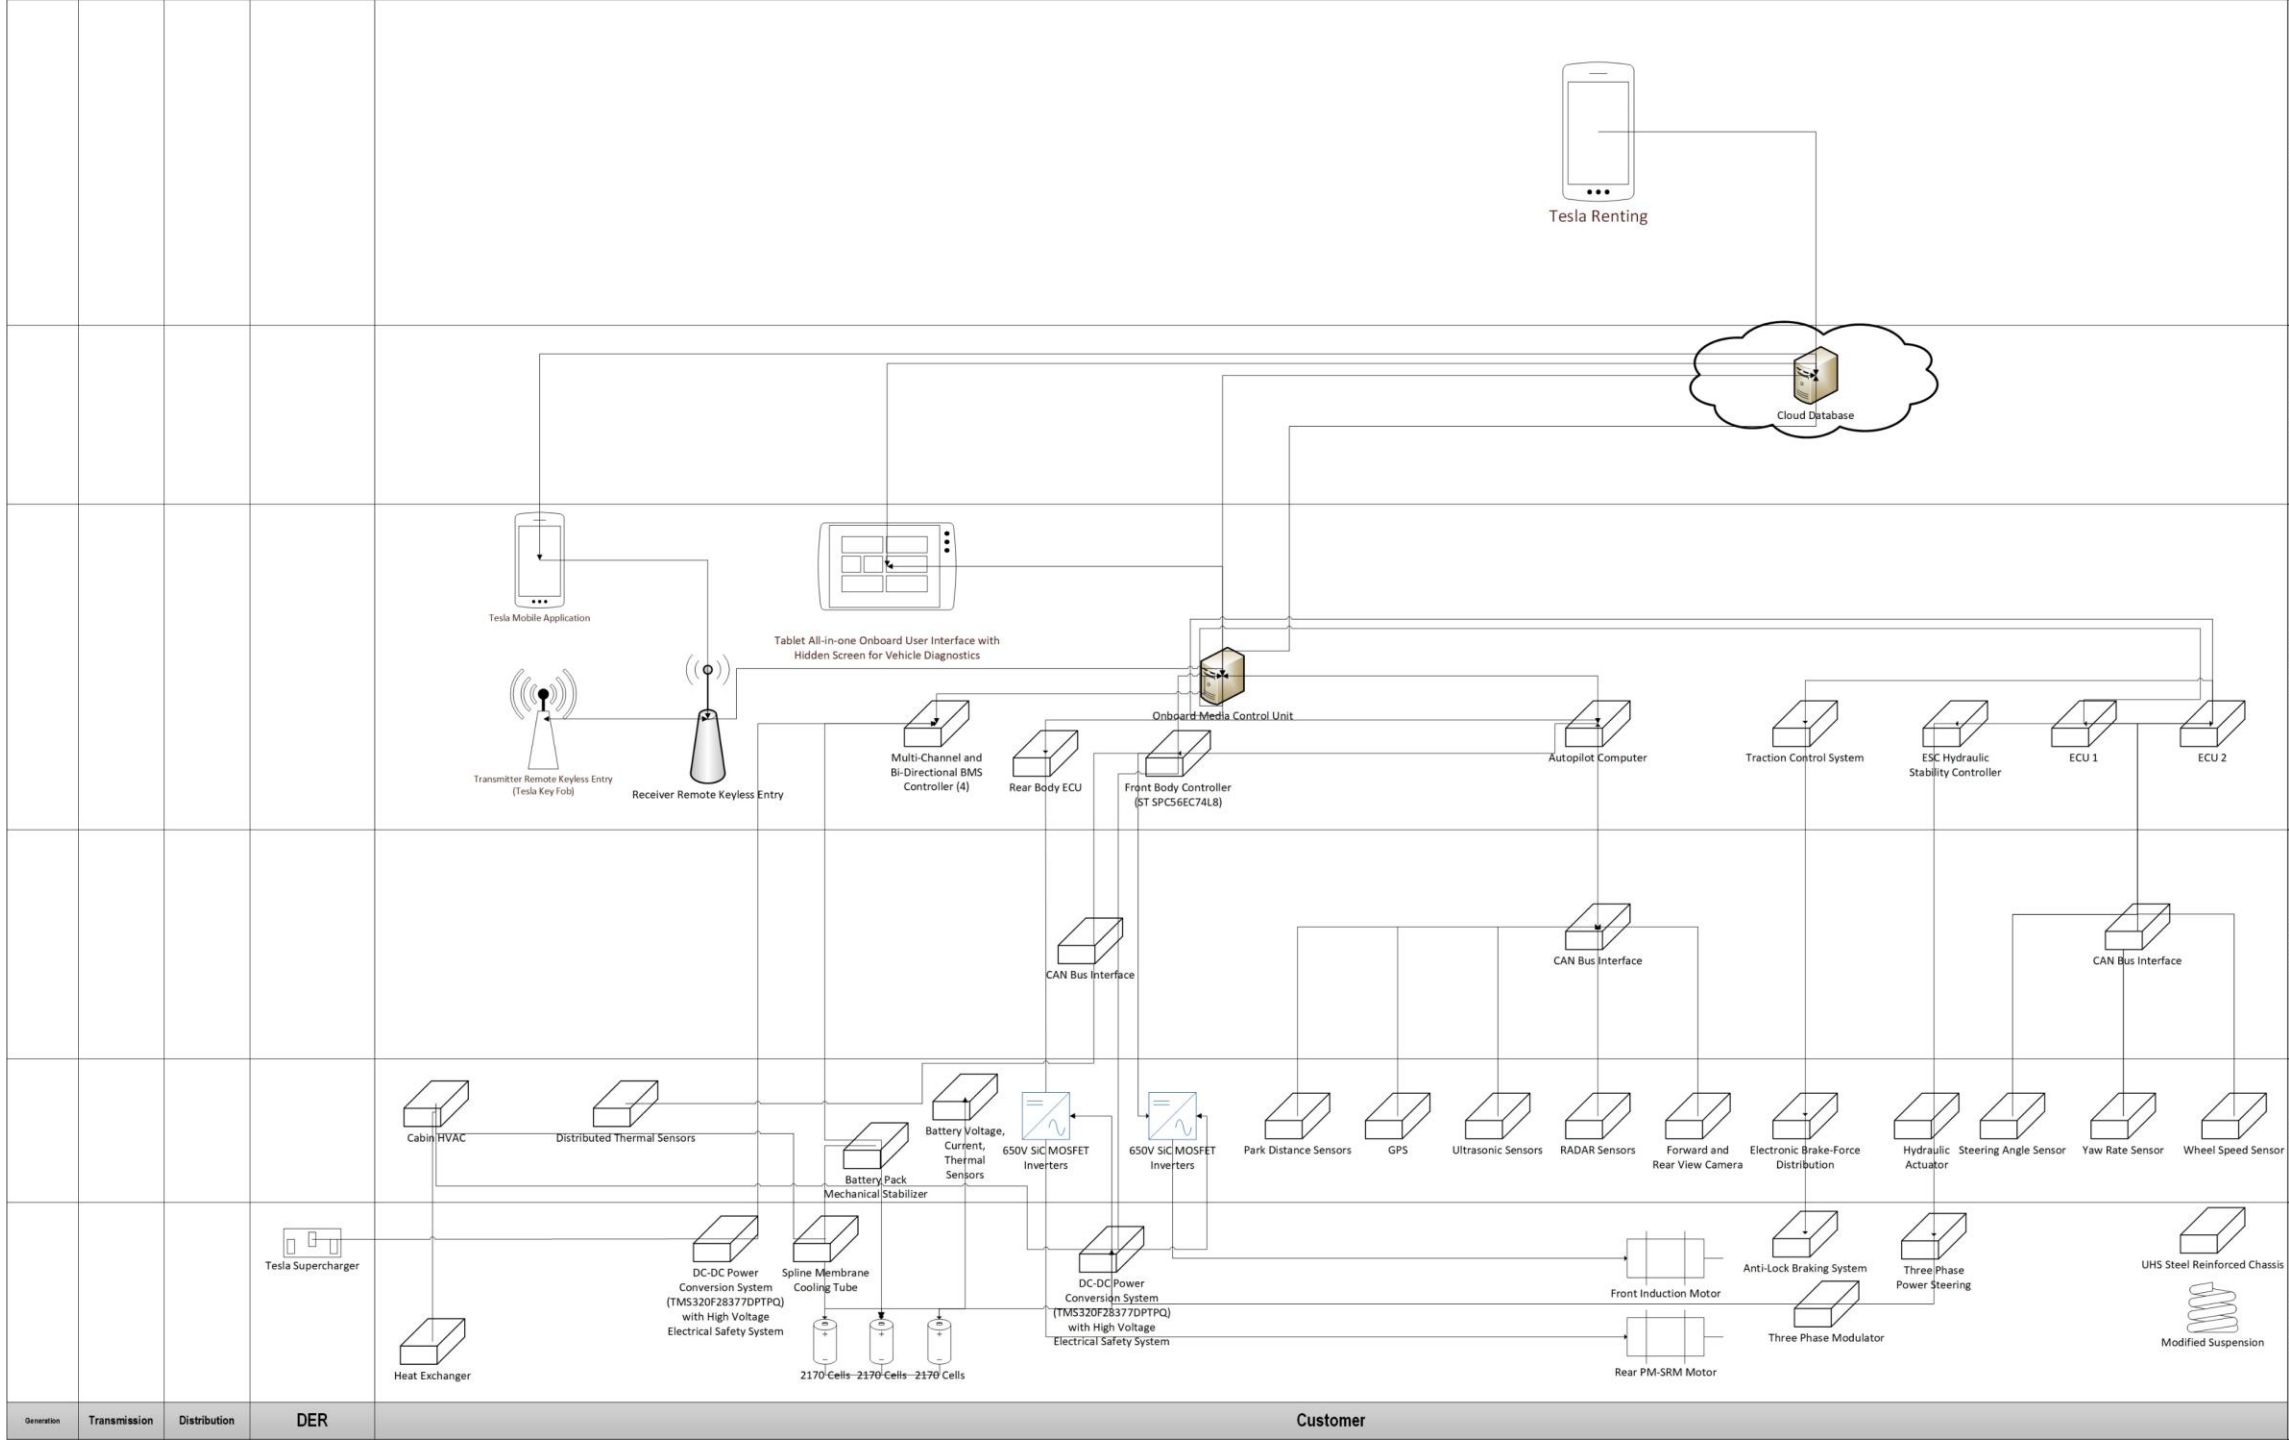 Tesla Renting
Cloud Database
Tesla Mobile Application
Tablet All-in-one Onboard User Interface with
Hidden Screen for Vehicle Diagnostics
Transmitter Remote Keyless Entry
(Tesla Key Fob)
Receiver Remote Keyless Entry
Multi-Channel and
Bi-Directional BMS
Controller (4)
Rear Body ECU
Onboard Media Control Unit
Front Body Controller
(ST SPC56EC74L8)
Autopilot Computer
Traction Control System
ESC Hydraulic
Stability Controller
ECU 1
ECU 2
CAN Bus Interface
CAN Bus Interface
CAN Bus Interface
Cabin HVAC
Distributed Thermal Sensors
Battery Pack
Mechanical Stabilizer
Battery Voltage,
Current,
Thermal
Sensors
650V SiC MOSFET
Inverters
650V SiC MOSFET
Inverters
Park Distance Sensors
GPS
Ultrasonic Sensors
RADAR Sensors
Forward and
Rear View Camera
Electronic Brake-Force
Distribution
Hydraulic
Actuator
Steering Angle Sensor
Yaw Rate Sensor
Wheel Speed Sensor
Tesla Supercharger
DC-DC Power
Conversion System
(TMS320F28377DPTPQ)
with High Voltage
Electrical Safety System
Spline Membrane
Cooling Tube
DC-DC Power
Conversion System
(TMS320F28377DPTPQ)
with High Voltage
Electrical Safety System
Front Induction Motor
Anti-Lock Braking System
Three Phase
Power Steering
UHS Steel Reinforced Chassis
Heat Exchanger
2170 Cells
2170 Cells
2170 Cells
Rear PM-SRM Motor
Three Phase Modulator
Modified Suspension
Generation
Transmission
Distribution
DER
Customer